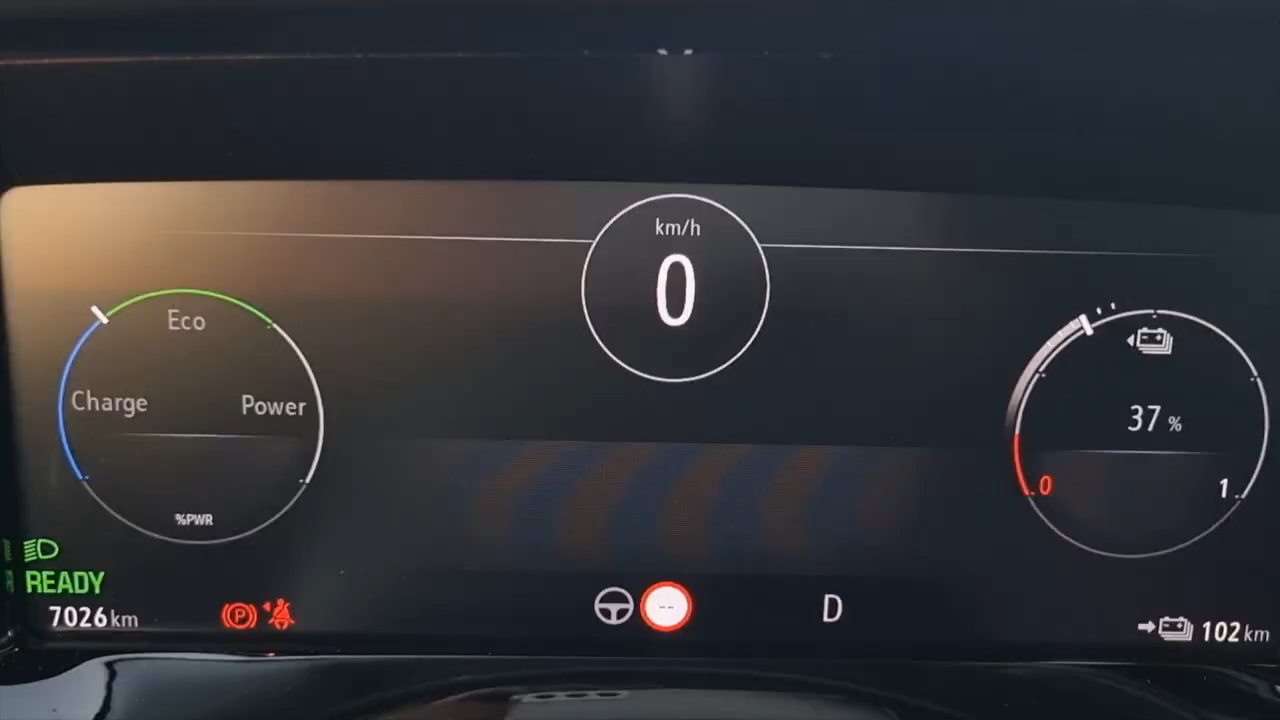 km/h
0
Eco
Charge
Power
%PWR
37 %
0
1
READY
7026 km
P
--
D
102 km